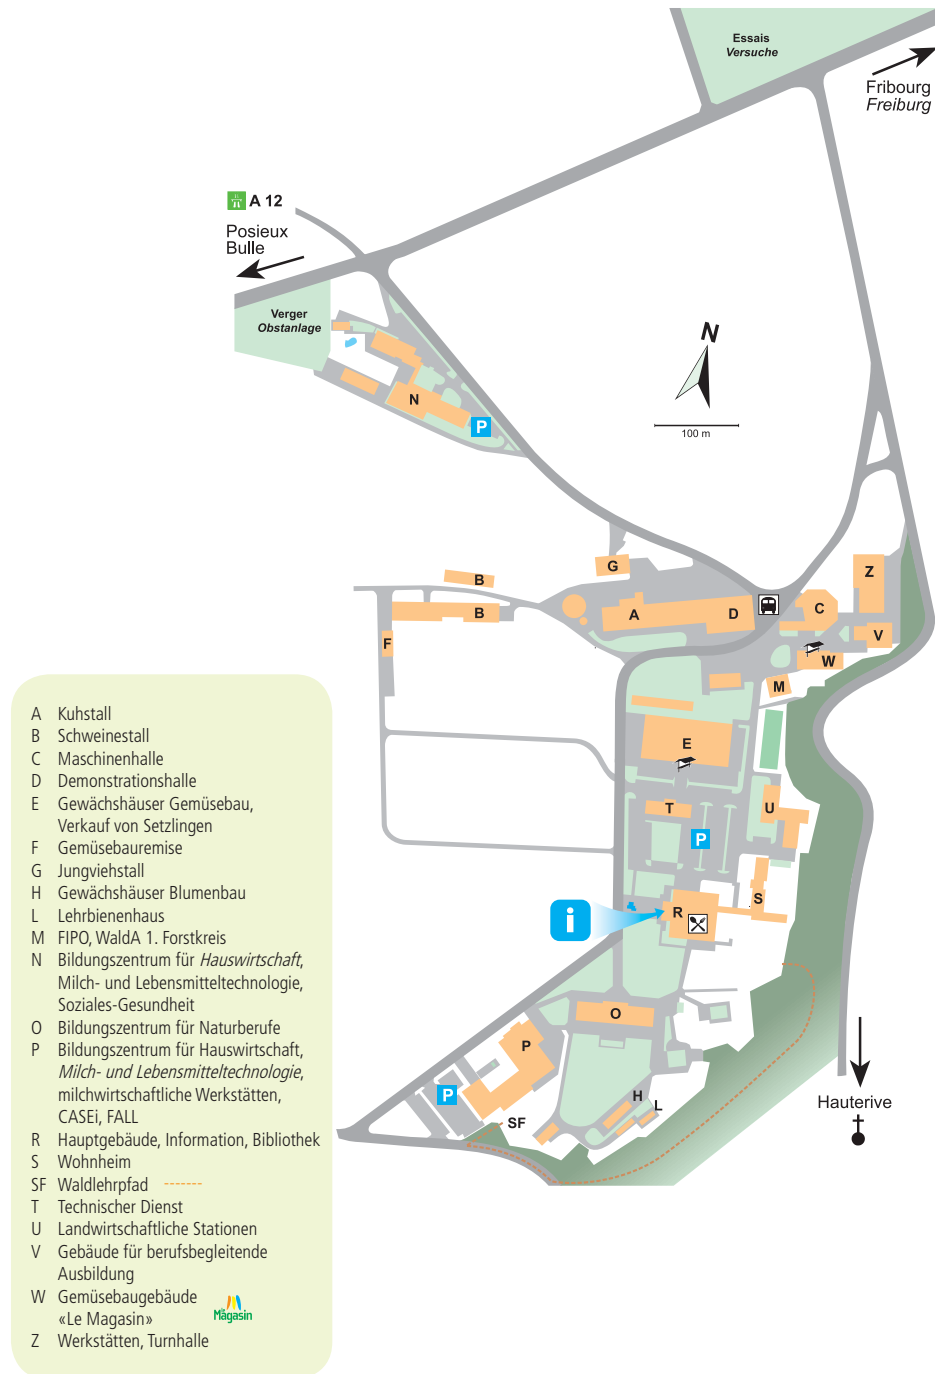 Essais
Versuche
Fribourg
Freiburg
A 12
Posieux
Bulle
Verger
Obstanlage
N
100 m
N
P
G
B
Z
B
A
D
C
F
V
W
M
E
T
U
P
S
R
i
O
P
P
H
L
SF
Hauterive
A Kuhstall
B Schweinestall
C Maschinenhalle
D Demonstrationshalle
E Gewächshäuser Gemüsebau,
Verkauf von Setzlingen
F Gemüsebauremise
G Jungviehstall
H Gewächshäuser Blumenbau
L Lehrbienenhaus
M FIPO, WaldA 1. Forstkreis
N Bildungszentrum für Hauswirtschaft,
Milch- und Lebensmitteltechnologie,
Soziales-Gesundheit
O Bildungszentrum für Naturberufe
P Bildungszentrum für Hauswirtschaft,
Milch- und Lebensmitteltechnologie,
milchwirtschaftliche Werkstätten,
CASEi, FALL
R Hauptgebäude, Information, Bibliothek
S Wohnheim
SF Waldlehrpfad
T Technischer Dienst
U Landwirtschaftliche Stationen
V Gebäude für berufsbegleitende
Ausbildung
W Gemüsebaugebäude
«Le Magasin»
le Magasin
Z Werkstätten, Turnhalle